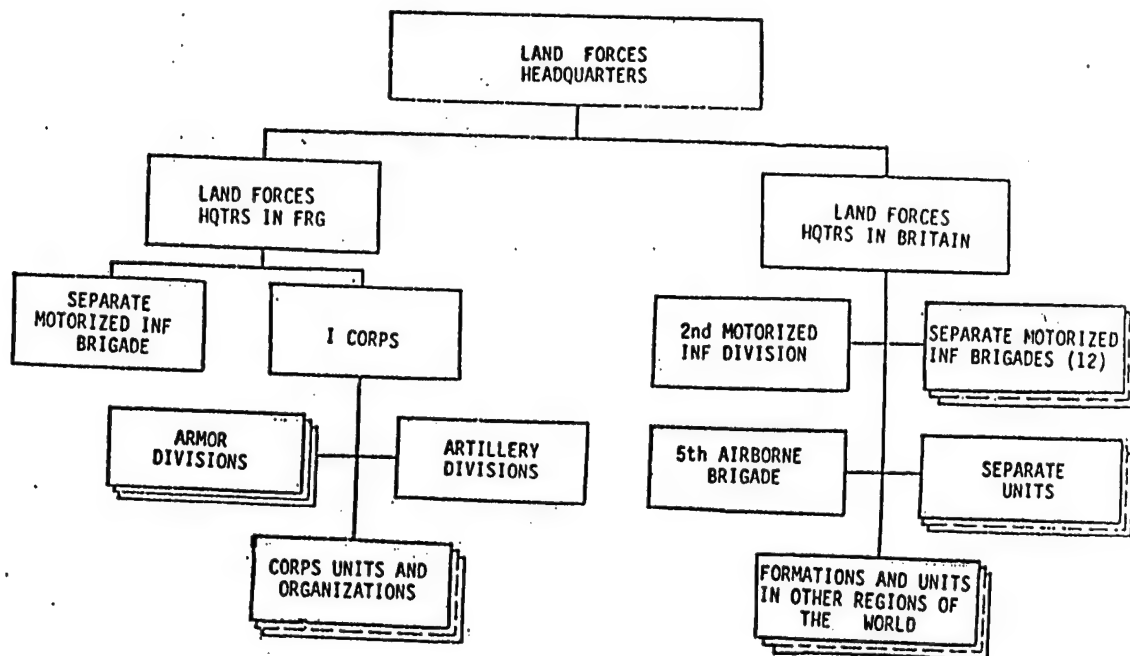 LAND FORCES
HEADQUARTERS
LAND FORCES
HQTRS IN FRG
LAND FORCES
HQTRS IN BRITAIN
SEPARATE
MOTORIZED INF
BRIGADE
I CORPS
2nd MOTORIZED
INF DIVISION
SEPARATE MOTORIZED
INF BRIGADES (12)
ARMOR
DIVISIONS
ARTILLERY
DIVISIONS
5th AIRBORNE
BRIGADE
SEPARATE
UNITS
CORPS UNITS AND
ORGANIZATIONS
FORMATIONS AND UNITS
IN OTHER REGIONS OF
THE WORLD